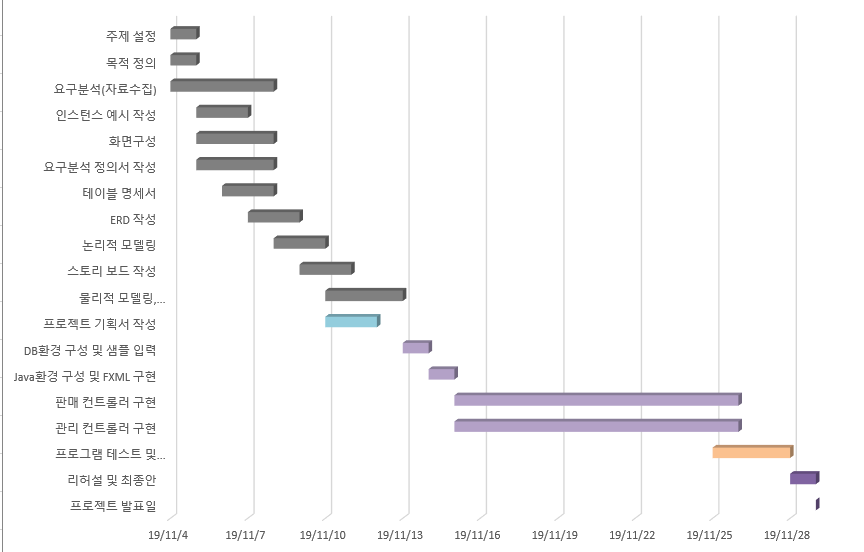 주제 설정
목적 정의
요구분석(자료수집)
인스턴스 예시 작성
화면구성
요구분석 정의서 작성
테이블 명세서
ERD 작성
논리적 모델링
스토리 보드 작성
물리적 모델링,...
프로젝트 기획서 작성
DB환경 구성 및 샘플 입력
Java환경 구성 및 FXML 구현
판매 컨트롤러 구현
관리 컨트롤러 구현
프로그램 테스트 및...
리허설 및 최종안
프로젝트 발표일
19/11/4 19/11/7 19/11/10 19/11/13 19/11/16 19/11/19 19/11/22 19/11/25 19/11/28